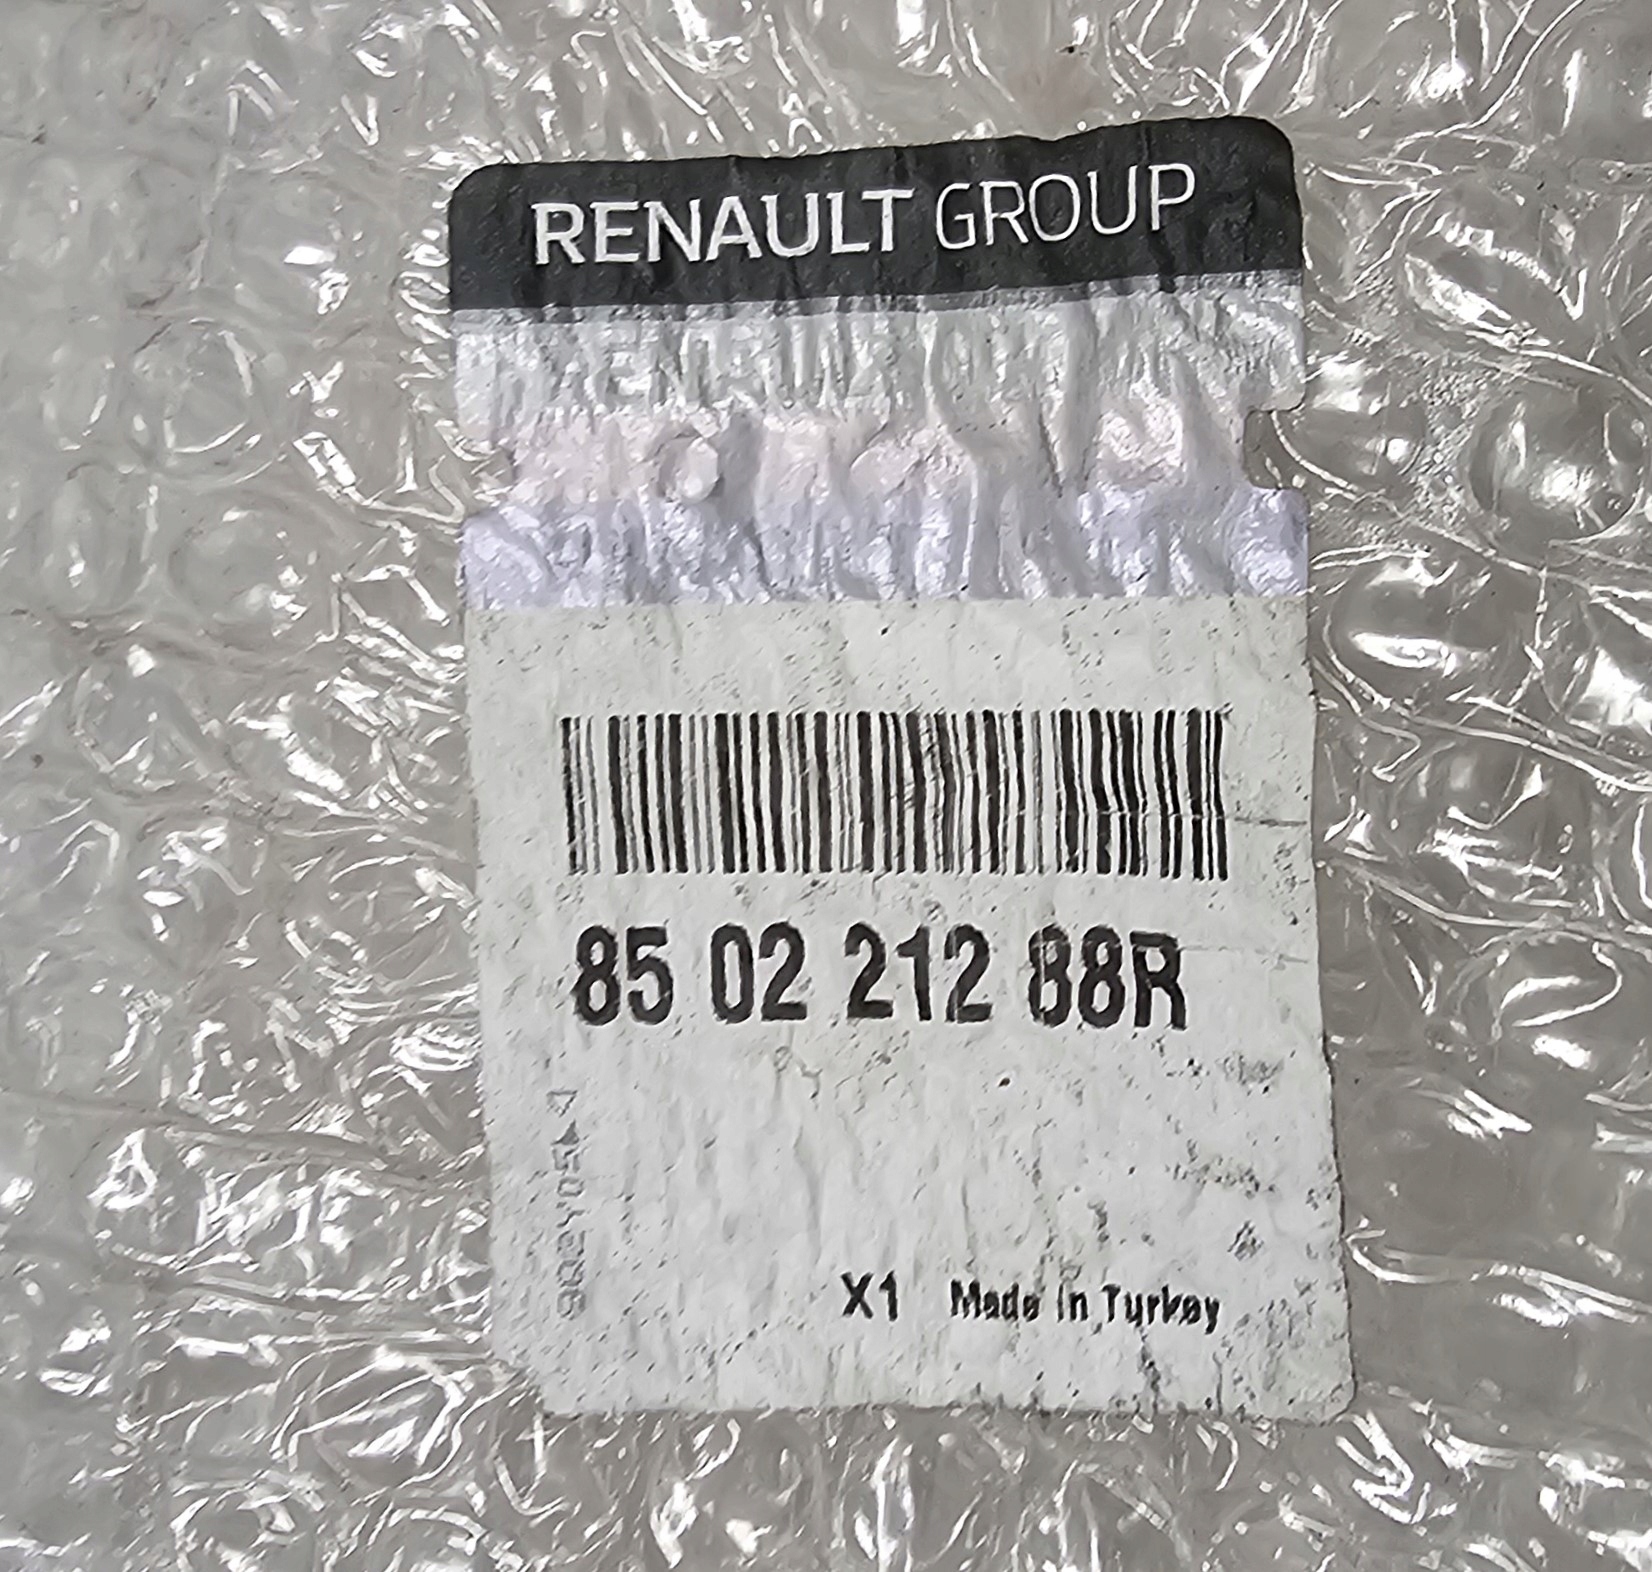 RENAULT GROUP
85 02 212 88R
X1 Made in Turkey